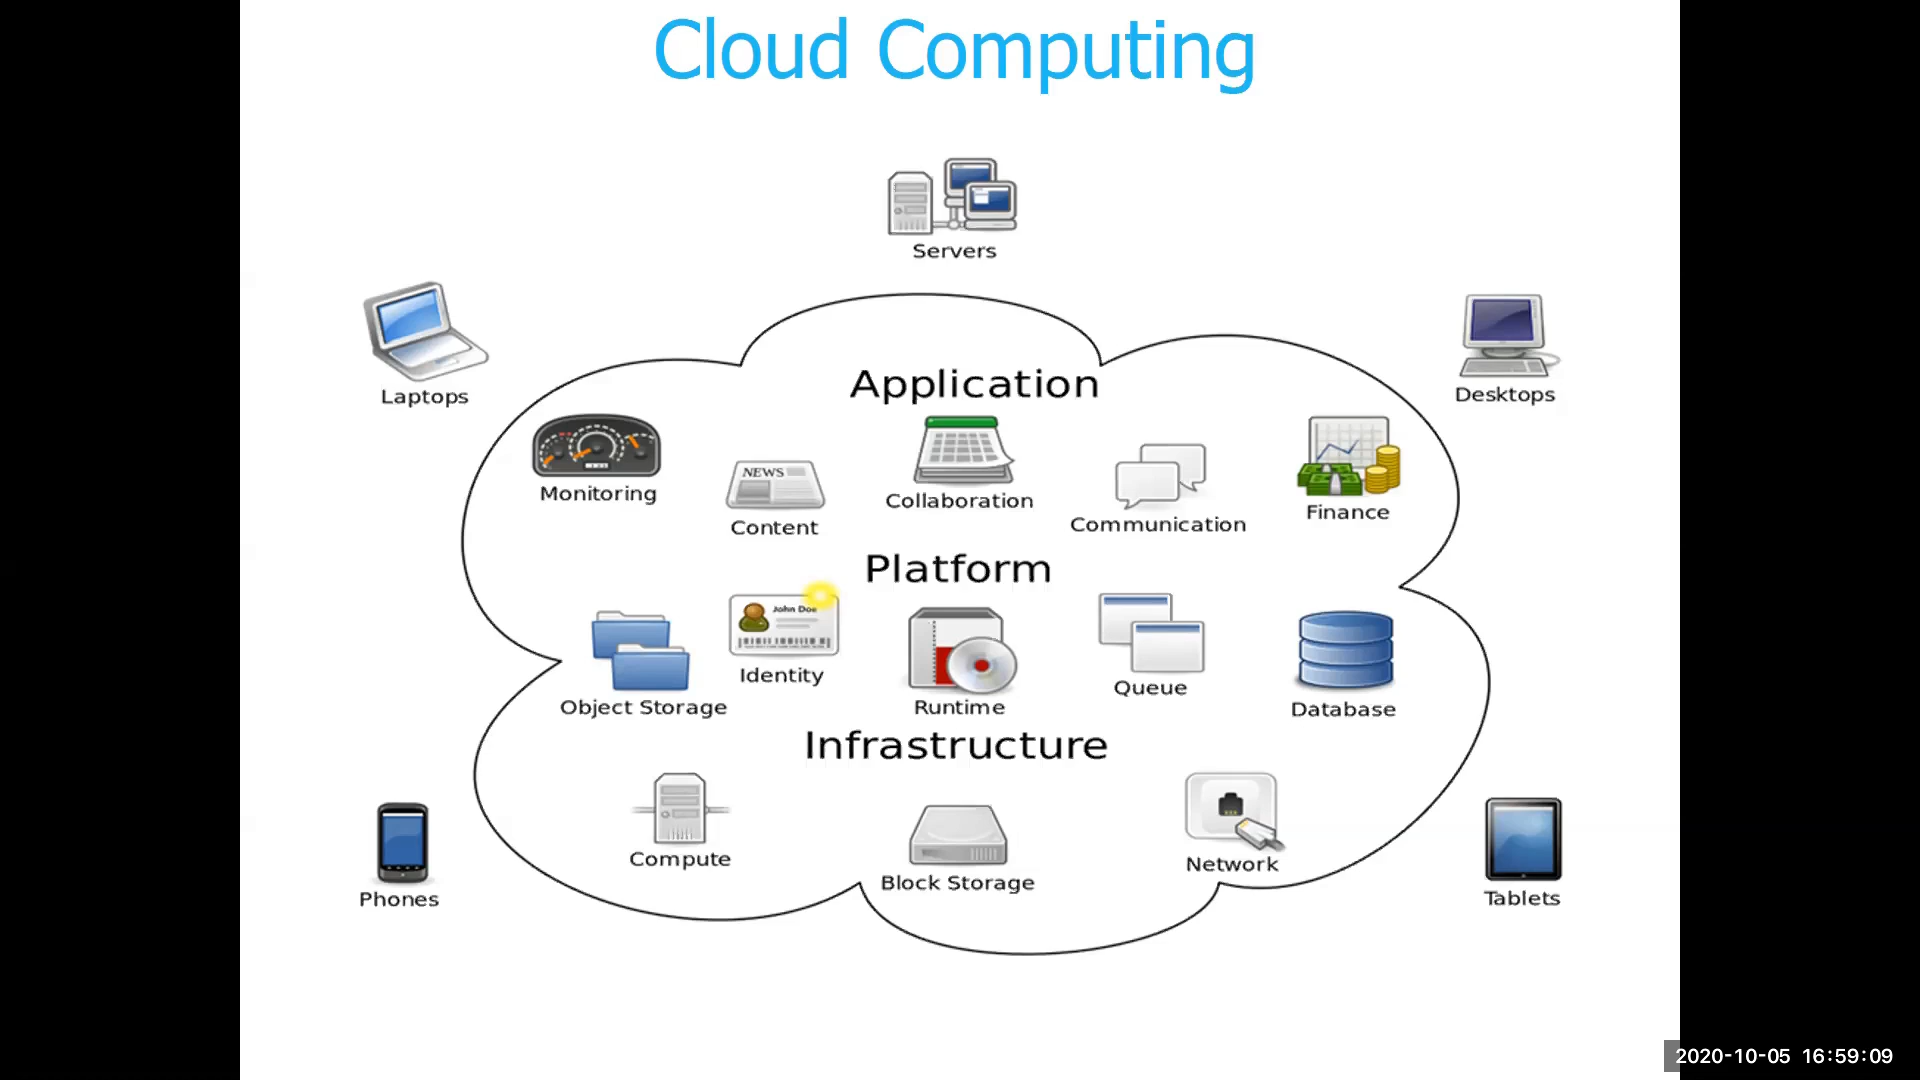 Cloud Computing
Servers
Laptops
Desktops
Application
Monitoring
NEWS
Content
Collaboration
Communication
Finance
Platform
John Doe
Object Storage
Identity
Runtime
Queue
Database
Infrastructure
Compute
Block Storage
Network
Phones
Tablets
2020-10-05 16:59:09